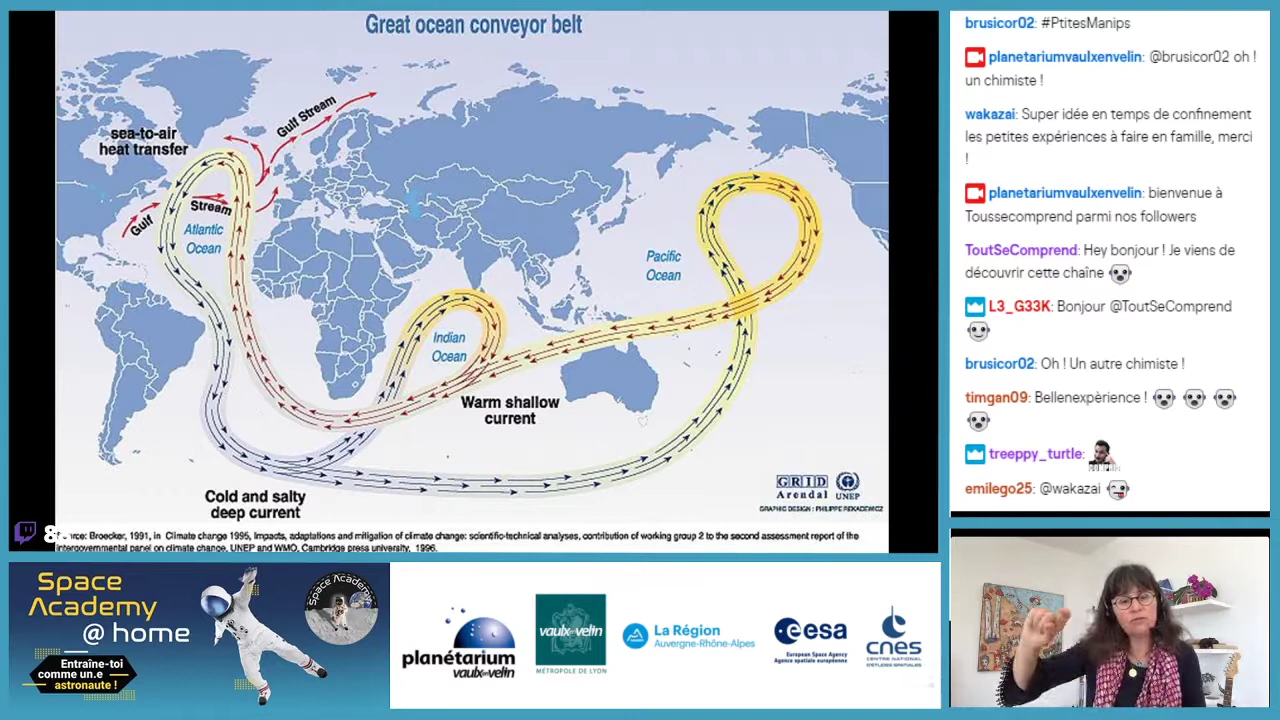 Great ocean conveyor belt
sea-to-air
heat transfer
Gulf Stream
Gulf
Stream
Atlantic
Ocean
Pacific
Ocean
Indian
Ocean
Warm shallow
current
Cold and salty
deep current
GRID
Arendal
UNEP
GRAPHIC DESIGN : PHILIPPE REKACEWICZ
Source: Broecker, 1991, in Climate change 1995, Impacts, adaptations and mitigation of climate change: scientific-technical analyses, contribution of working group 2 to the second assessment report of the
intergovernmental panel on climate change, UNEP and WMO, Cambridge press university, 1996.
brusicor02: #PtitesManips
planetariumvaulxenvelin: @brusicor02 oh !
un chimiste !
wakazai: Super idée en temps de confinement
les petites expériences à faire en famille, merci
!
planetariumvaulxenvelin: bienvenue à
Toussecomprend parmi nos followers
ToutSeComprend: Hey bonjour ! Je viens de
découvrir cette chaîne
L3_G33K: Bonjour @ToutSeComprend
brusicor02: Oh ! Un autre chimiste !
timgan09: Bellenexpèrience !
treeppy_turtle:
emilego25: @wakazai
Space
Academy
@ home
Entraîne-toi
comme un.e
astronaute !
Space Academy
planétarium
vaulx en velin
vaulx en velin
MÉTROPOLE DE LYON
La Région
Auvergne-Rhône-Alpes
esa
European Space Agency
Agence spatiale européenne
cnes
CENTRE NATIONAL
D'ÉTUDES SPATIALES